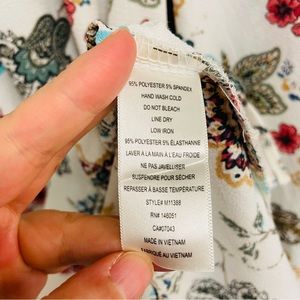 95% POLYESTER 5% SPANDEX
HAND WASH COLD
DO NOT BLEACH
LINE DRY
LOW IRON
95% POLYESTER 5% ÉLASTHANNE
LAVER À LA MAIN À L'EAU FROIDE
NE PAS JAVELLISER
SUSPENDRE POUR SÉCHER
REPASSER À BASSE TEMPÉRATURE
STYLE# M11388
RN# 146051
CA#07043
MADE IN VIETNAM
FABRIQUÉ AU VIETNAM